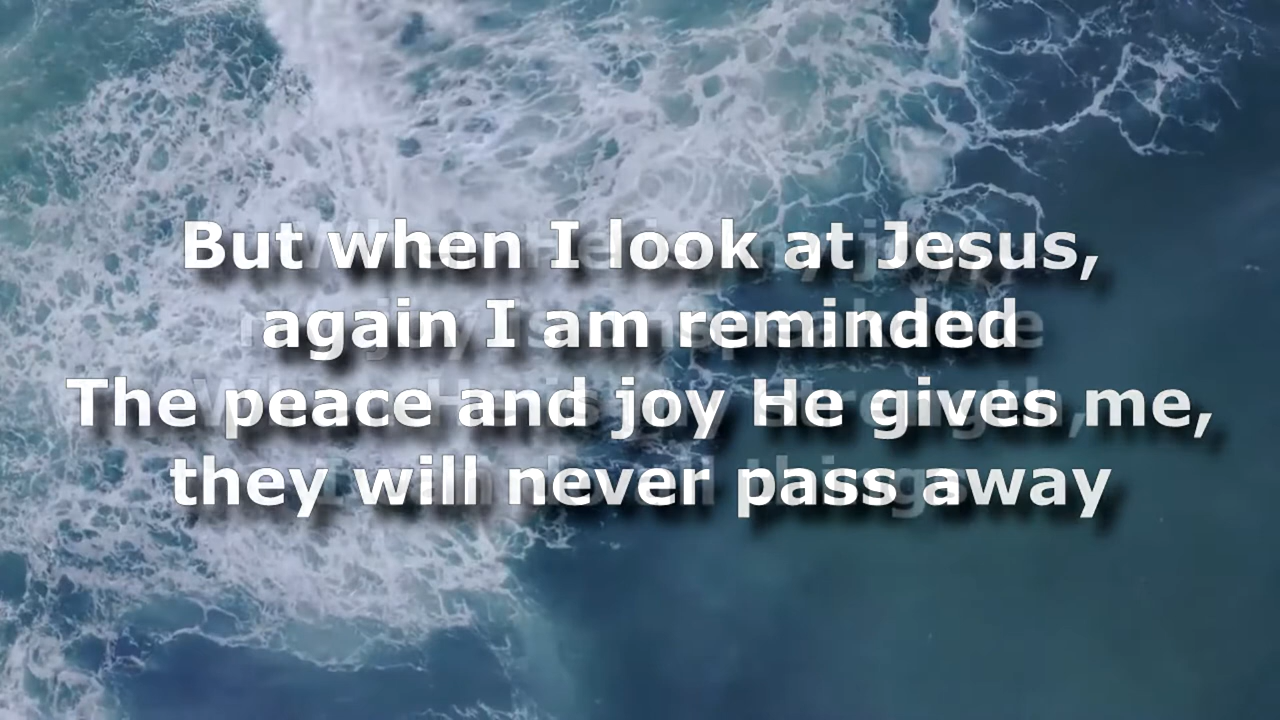 But when I look at Jesus,
again I am reminded
The peace and joy He gives me,
they will never pass away